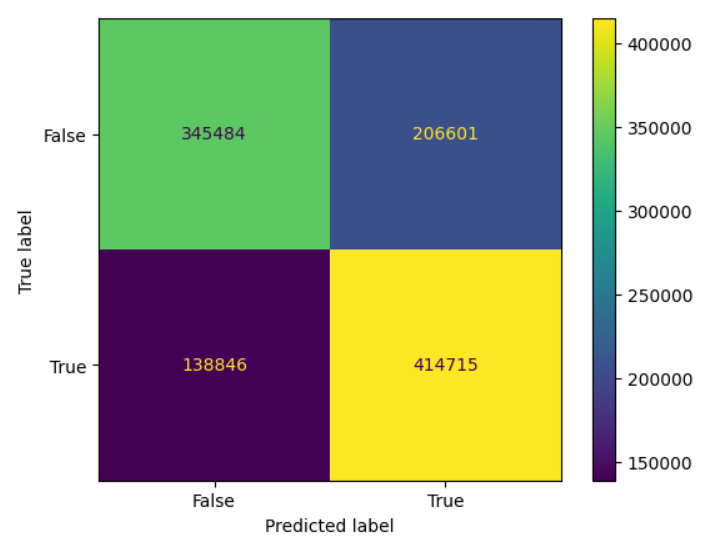 False
345484
206601
True
138846
414715
False
True
Predicted label
True label
400000
350000
300000
250000
200000
150000